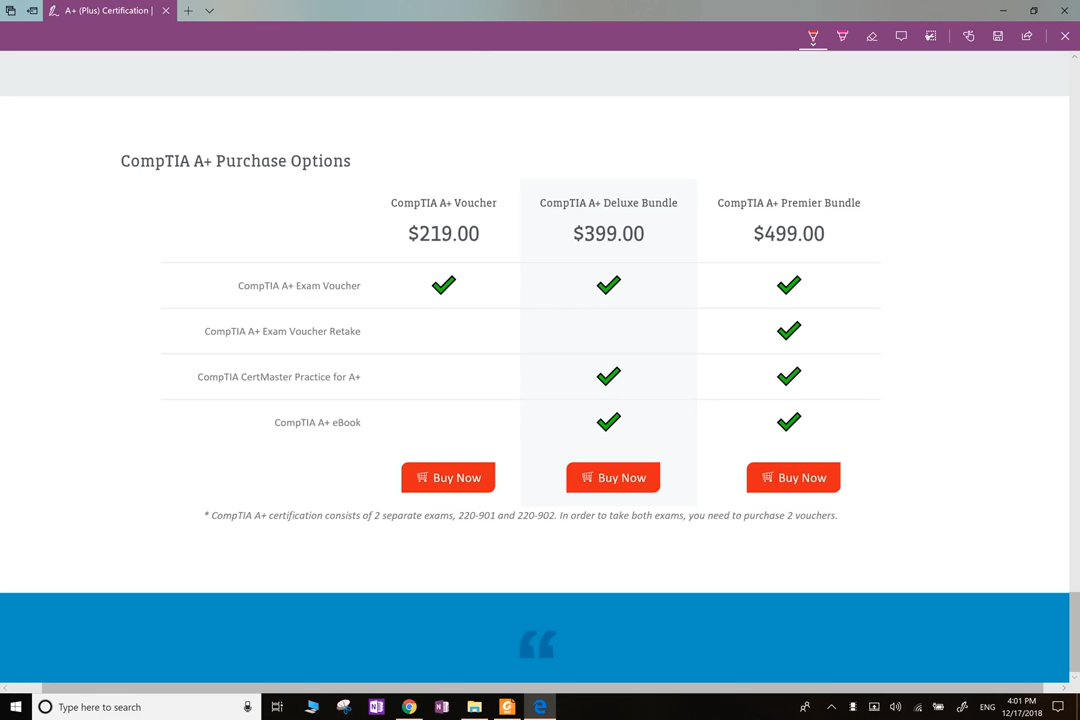 A+ (Plus) Certification |
CompTIA A+ Purchase Options
CompTIA A+ Voucher
CompTIA A+ Deluxe Bundle
CompTIA A+ Premier Bundle
$219.00
$399.00
$499.00
CompTIA A+ Exam Voucher
CompTIA A+ Exam Voucher Retake
CompTIA CertMaster Practice for A+
CompTIA A+ eBook
Buy Now
Buy Now
Buy Now
* CompTIA A+ certification consists of 2 separate exams, 220-901 and 220-902. In order to take both exams, you need to purchase 2 vouchers.
Type here to search
ENG
4:01 PM
12/17/2018